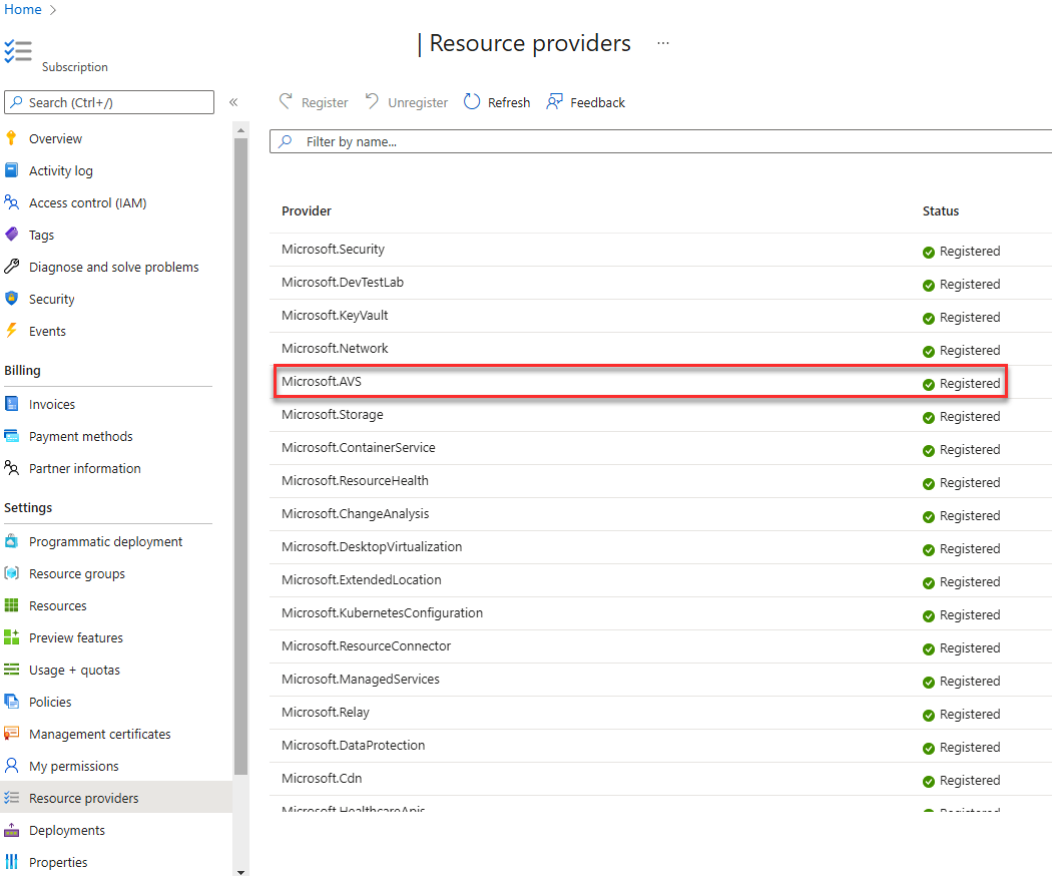 Home >
| Resource providers ...
Subscription
Search (Ctrl+/) «
Register Unregister Refresh Feedback
Overview
Activity log
Access control (IAM)
Tags
Diagnose and solve problems
Security
Events
Billing
Invoices
Payment methods
Partner information
Settings
Programmatic deployment
Resource groups
Resources
Preview features
Usage + quotas
Policies
Management certificates
My permissions
Resource providers
Deployments
Properties
Filter by name...
Provider Status
Microsoft.Security Registered
Microsoft.DevTestLab Registered
Microsoft.KeyVault Registered
Microsoft.Network Registered
Microsoft.AVS Registered
Microsoft.Storage Registered
Microsoft.ContainerService Registered
Microsoft.ResourceHealth Registered
Microsoft.ChangeAnalysis Registered
Microsoft.DesktopVirtualization Registered
Microsoft.ExtendedLocation Registered
Microsoft.KubernetesConfiguration Registered
Microsoft.ResourceConnector Registered
Microsoft.ManagedServices Registered
Microsoft.Relay Registered
Microsoft.DataProtection Registered
Microsoft.Cdn Registered
Microsoft.HealthcareApis Registered